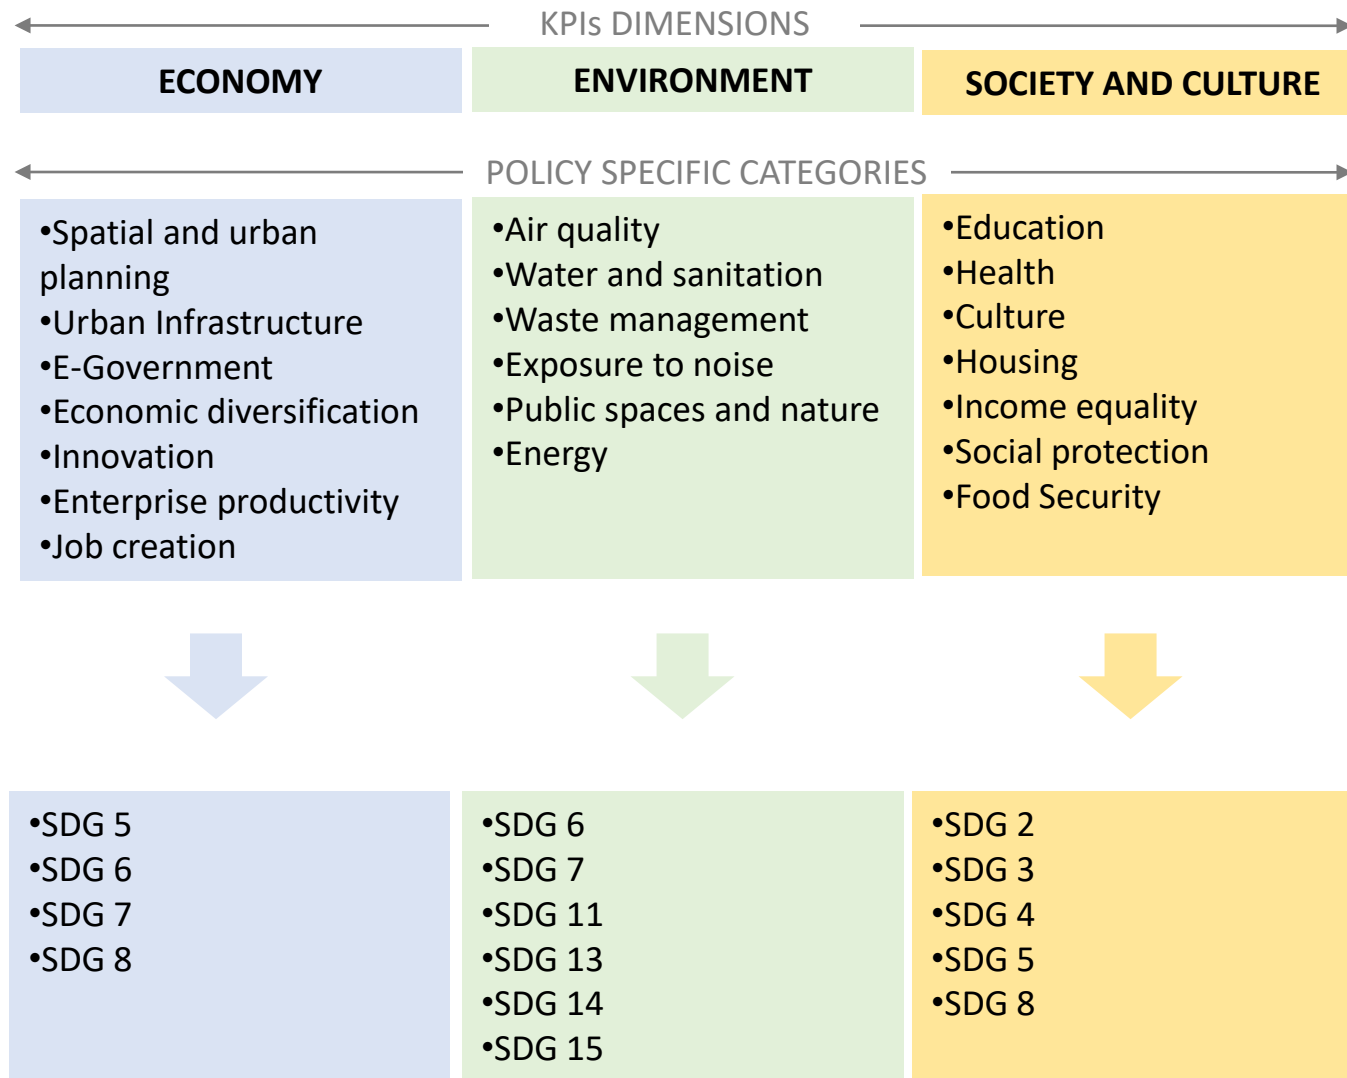 KPIs DIMENSIONS
ECONOMY
ENVIRONMENT
SOCIETY AND CULTURE
POLICY SPECIFIC CATEGORIES
•Spatial and urban
planning
•Urban Infrastructure
•E-Government
•Economic diversification
•Innovation
•Enterprise productivity
•Job creation
•Air quality
•Water and sanitation
•Waste management
•Exposure to noise
•Public spaces and nature
•Energy
•Education
•Health
•Culture
•Housing
•Income equality
•Social protection
•Food Security
•SDG 5
•SDG 6
•SDG 7
•SDG 8
•SDG 6
•SDG 7
•SDG 11
•SDG 13
•SDG 14
•SDG 15
•SDG 2
•SDG 3
•SDG 4
•SDG 5
•SDG 8